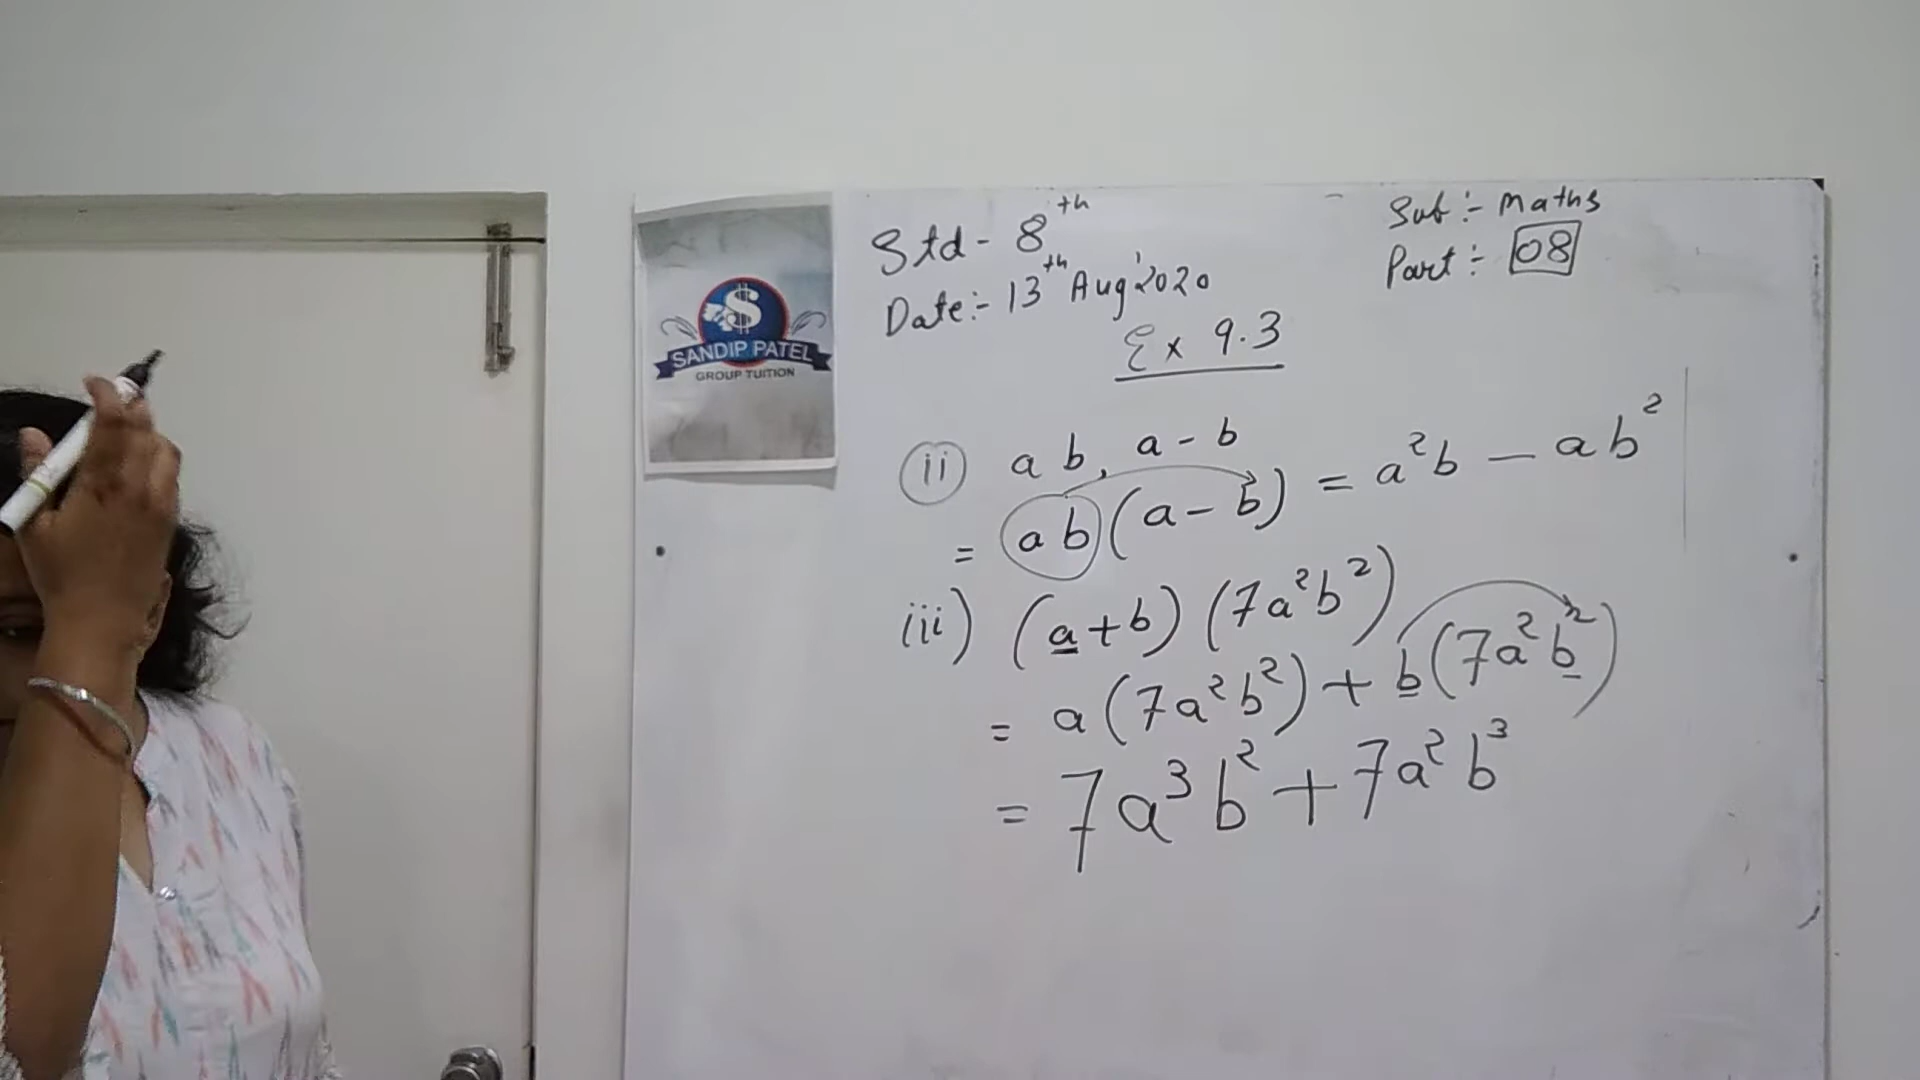 $
SANDIP PATEL
GROUP TUITION
Std - 8th
Sub :- Maths
Date :- 13th Aug'2020
Part :- 08
Ex 9.3
(ii) ab, a - b
= ab(a - b) = a²b - ab²
iii) (a+b) (7a²b²)
= a(7a²b²) + b(7a²b²)
= 7a³b² + 7a²b³